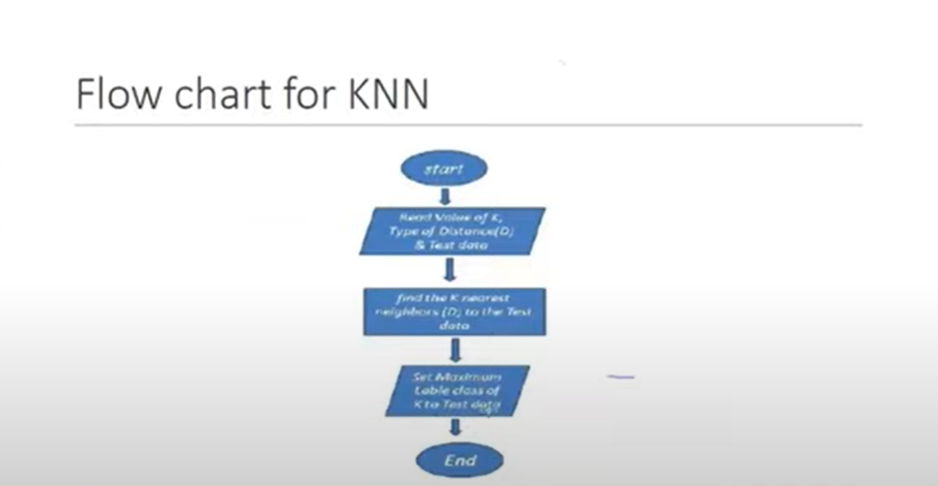 Flow chart for KNN
start
Read Value of K,
Type of Distance(D)
& Test data
find the K nearest
neighbors (D) to the Test
data
Set Maximum
Lable class of
K to Test data
End